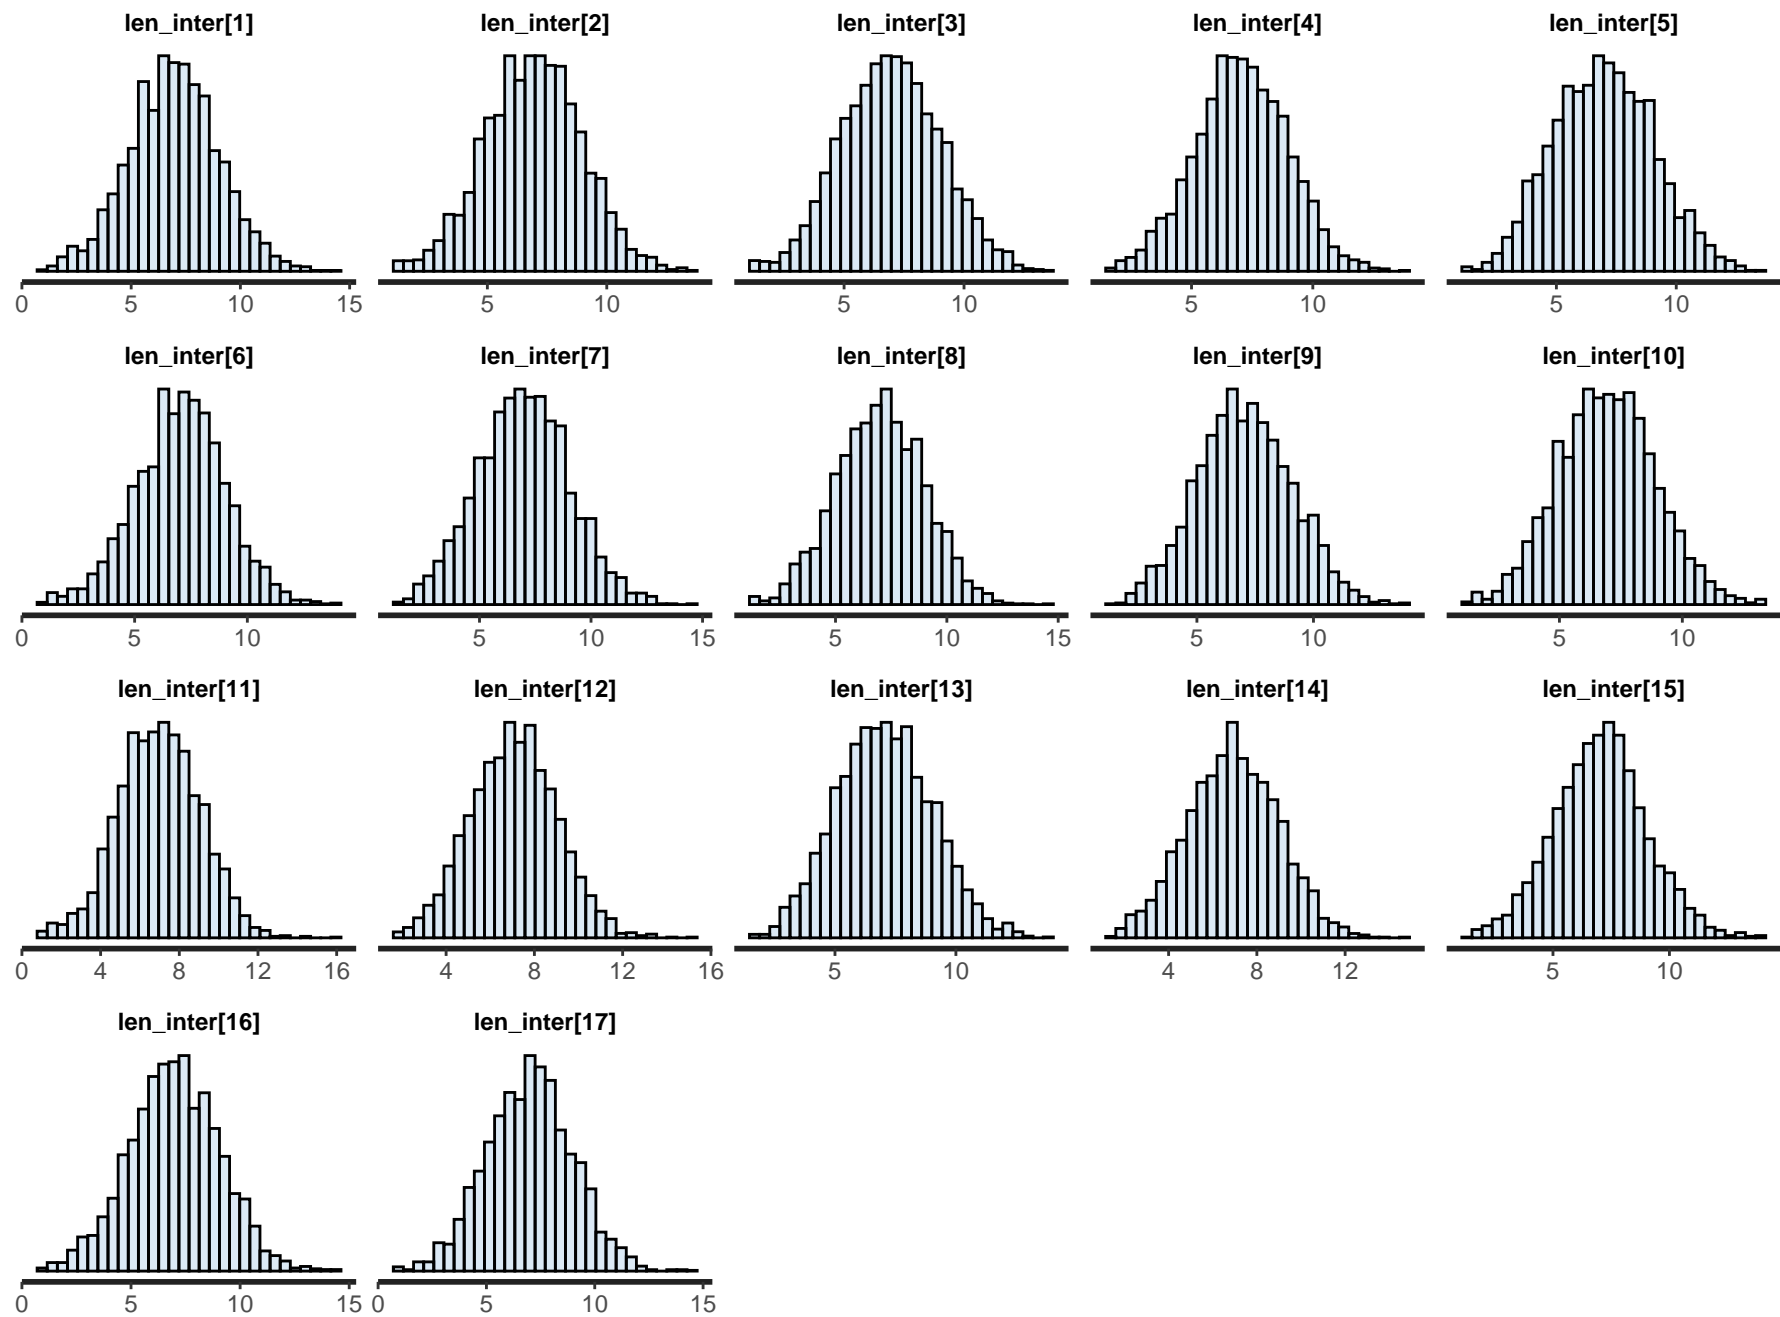 len_inter[1] len_inter[2] len_inter[3] len_inter[4] len_inter[5]
0 5 10 15 5 10 5 10 5 10 5 10
len_inter[6] len_inter[7] len_inter[8] len_inter[9] len_inter[10]
0 5 10 5 10 15 5 10 15 5 10 5 10
len_inter[11] len_inter[12] len_inter[13] len_inter[14] len_inter[15]
0 4 8 12 16 4 8 12 16 5 10 4 8 12 5 10
len_inter[16] len_inter[17]
0 5 10 15 0 5 10 15